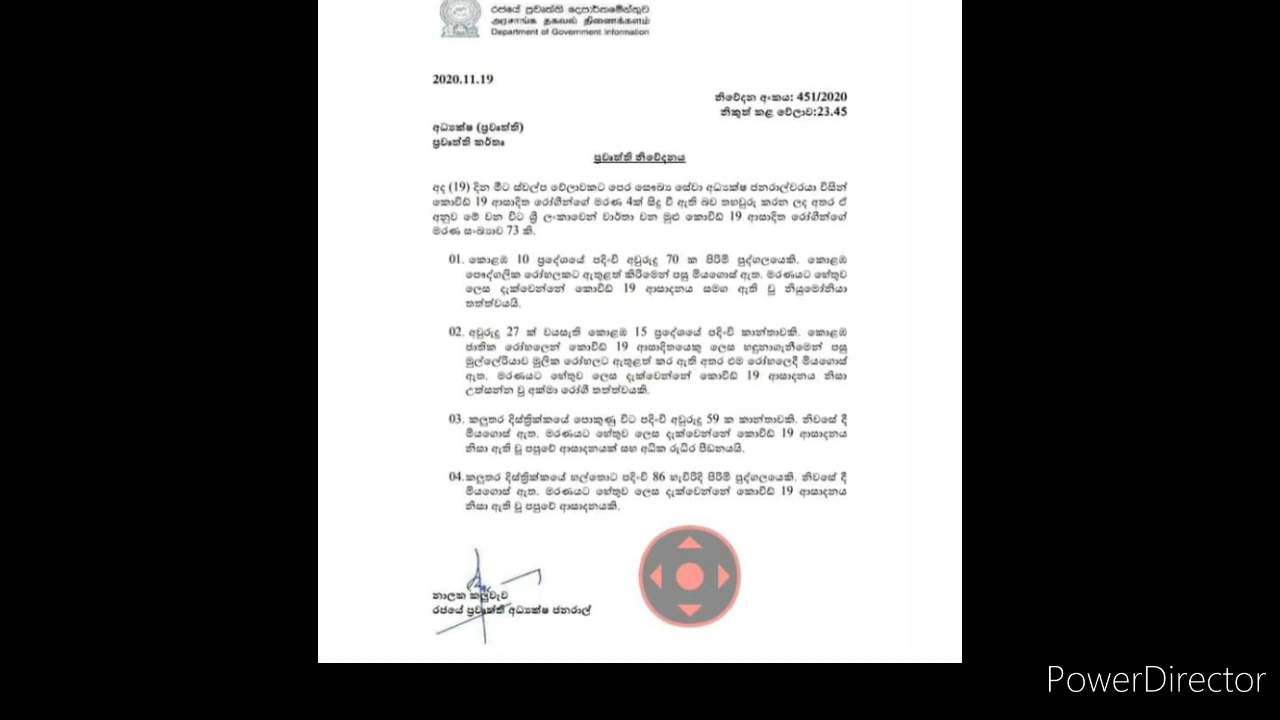 රජයේ ප්‍රවෘත්ති දෙපාර්තමේන්තුව
அரசாங்க தகவல் திணைக்களம்
Department of Government Information
2020.11.19
නිවේදන අංකය: 451/2020
නිකුත් කළ වේලාව:23.45
අධ්‍යක්ෂ (ප්‍රවෘත්ති)
ප්‍රවෘත්ති කර්තෘ
ප්‍රවෘත්ති නිවේදනය
අද (19) දින මීට ස්වල්ප වේලාවකට පෙර සෞඛ්‍ය සේවා අධ්‍යක්ෂ ජනරාල්වරයා විසින්
කොවිඩ් 19 ආසාදිත රෝගීන්ගේ මරණ 4ක් සිදු වී ඇති බව තහවුරු කරන ලද අතර ඒ
අනුව මේ වන විට ශ්‍රී ලංකාවෙන් වාර්තා වන මුළු කොවිඩ් 19 ආසාදිත රෝගීන්ගේ
මරණ සංඛ්‍යාව 73 කි.
01. කොළඹ 10 ප්‍රදේශයේ පදිංචි අවුරුදු 70 ක පිරිමි පුද්ගලයෙකි. කොළඹ
පෞද්ගලික රෝහලකට ඇතුළත් කිරීමෙන් පසු මියගොස් ඇත. මරණයට හේතුව
ලෙස දැක්වෙන්නේ කොවිඩ් 19 ආසාදනය සමග ඇති වූ නියුමෝනියා
තත්ත්වයයි.
02. අවුරුදු 27 ක් වයසැති කොළඹ 15 ප්‍රදේශයේ පදිංචි කාන්තාවකි. කොළඹ
ජාතික රෝහලෙන් කොවිඩ් 19 ආසාදිතයෙකු ලෙස හඳුනාගැනීමෙන් පසු
මුල්ලේරියාව මූලික රෝහලට ඇතුළත් කර ඇති අතර එම රෝහලෙදී මියගොස්
ඇත. මරණයට හේතුව ලෙස දැක්වෙන්නේ කොවිඩ් 19 ආසාදනය නිසා
උත්සන්න වූ අක්මා රෝගී තත්ත්වයකි.
03. කලුතර දිස්ත්‍රික්කයේ පොකුණු විට පදිංචි අවුරුදු 59 ක කාන්තාවකි. නිවසේ දී
මියගොස් ඇත. මරණයට හේතුව ලෙස දැක්වෙන්නේ කොවිඩ් 19 ආසාදනය
නිසා ඇති වූ පපුවේ ආසාදනයක් සහ අධික රුධිර පීඩනයයි.
04. කලුතර දිස්ත්‍රික්කයේ හල්තොට පදිංචි 86 හැවිරිදි පිරිමි පුද්ගලයෙකි. නිවසේ දී
මියගොස් ඇත. මරණයට හේතුව ලෙස දැක්වෙන්නේ කොවිඩ් 19 ආසාදනය
නිසා ඇති වූ පපුවේ ආසාදනයකි.
නාලක කලුවැව
රජයේ ප්‍රවෘත්ති අධ්‍යක්ෂ ජනරාල්
PowerDirector